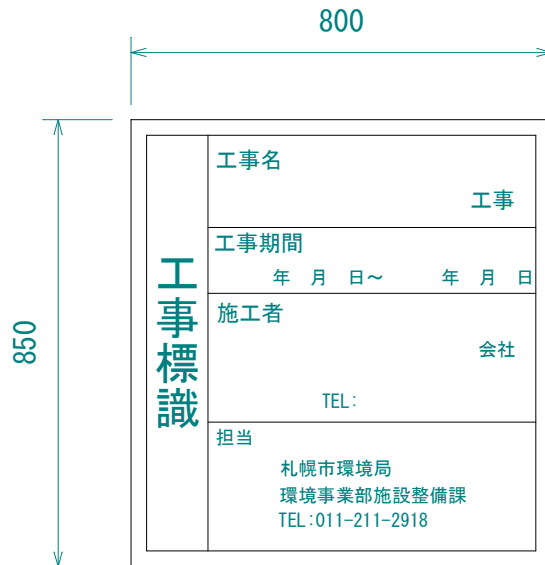 800
850
工事標識
工事名
工事
工事期間
年 月 日～ 年 月 日
施工者
会社
TEL:
担当
札幌市環境局
環境事業部施設整備課
TEL:011-211-2918